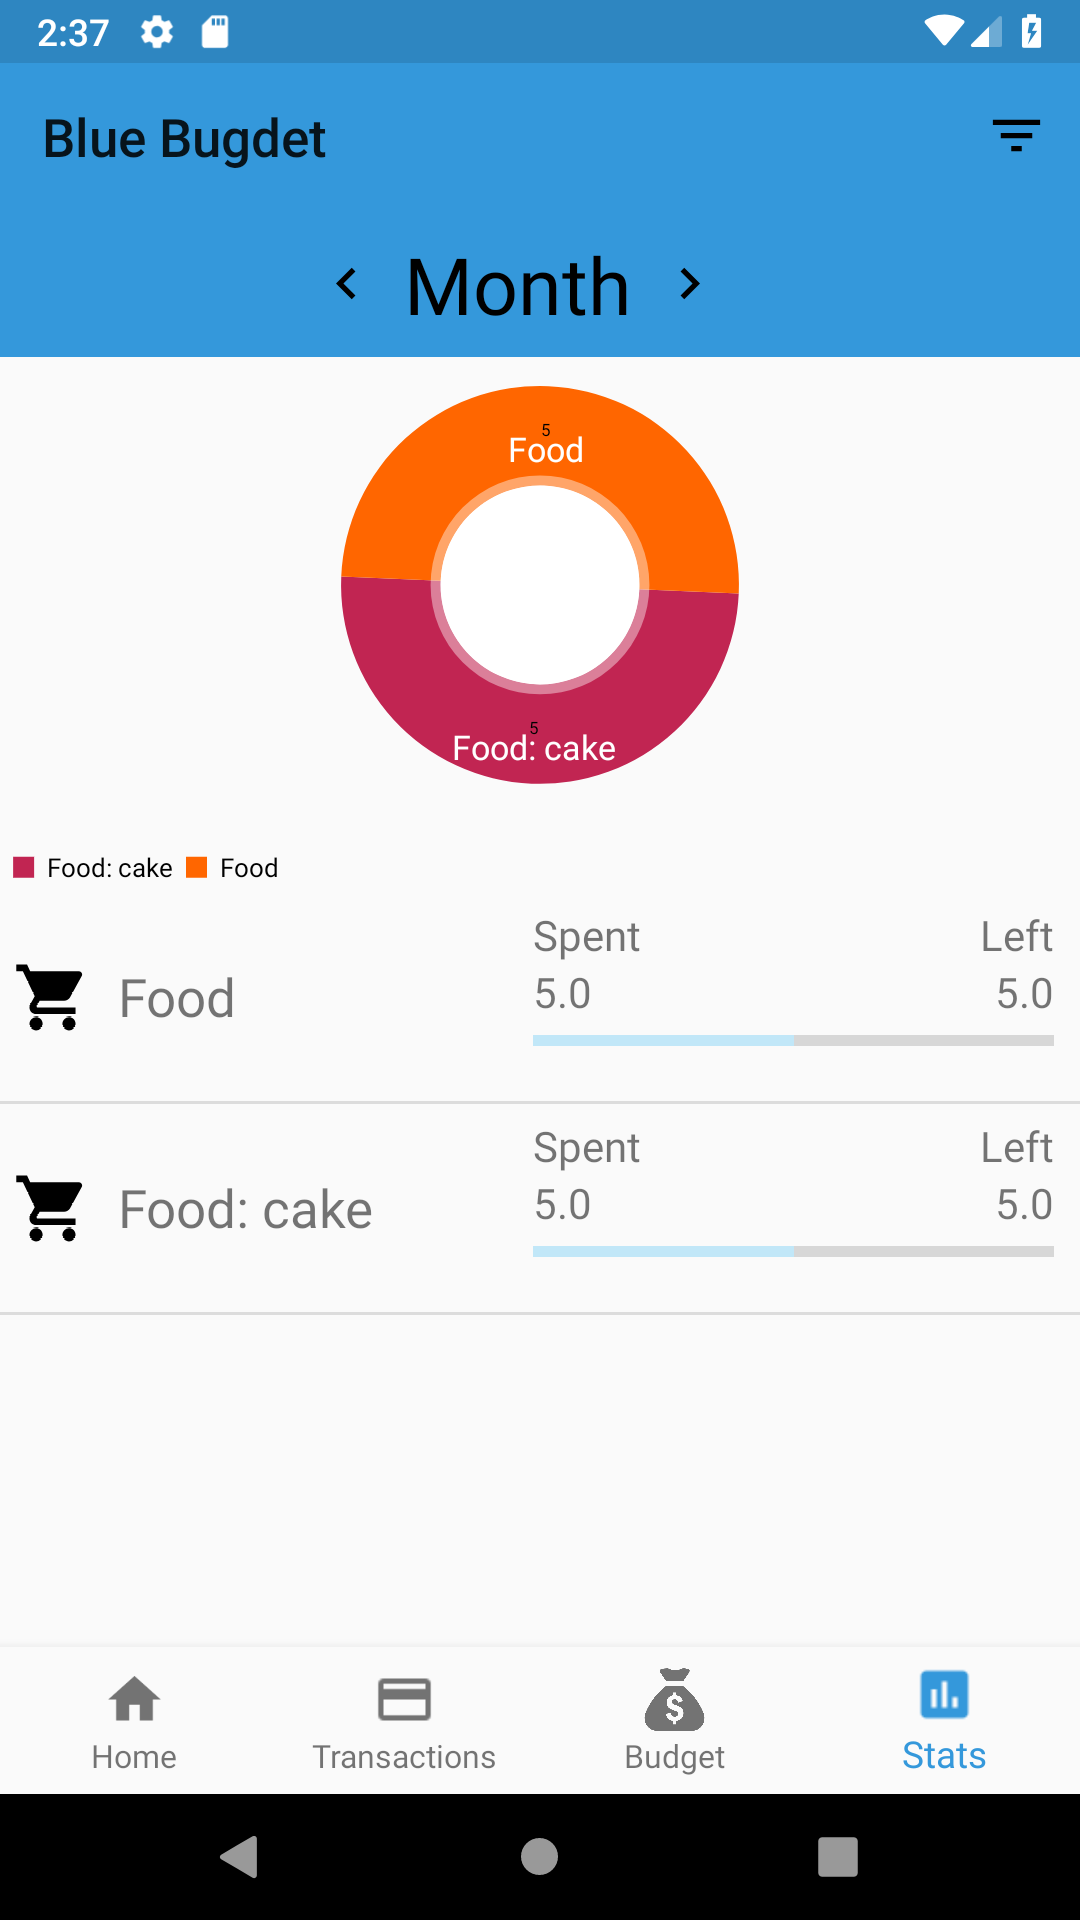 2:37
Blue Bugdet
Month
5
Food
5
Food: cake
Food: cake Food
Spent Left
Food
5.0 5.0
Spent Left
Food: cake
5.0 5.0
$
Home Transactions Budget Stats